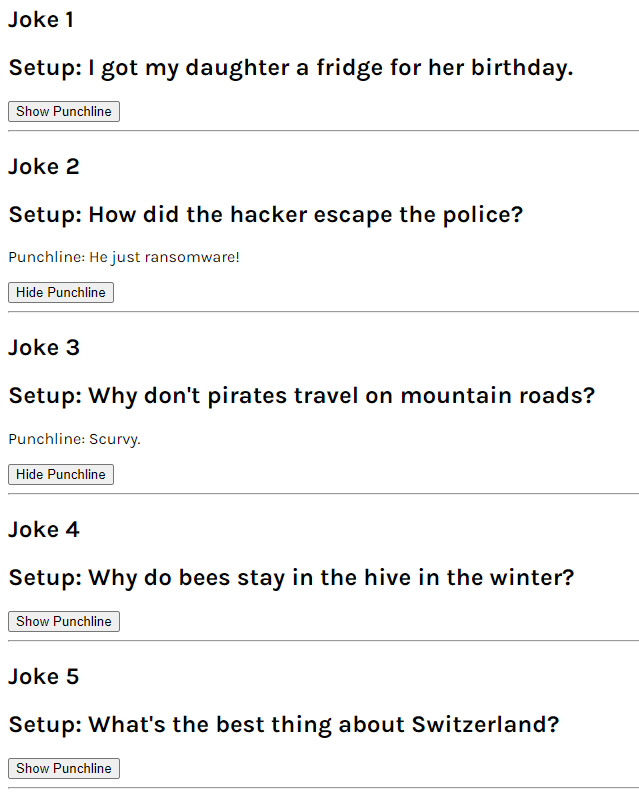 Joke 1
Setup: I got my daughter a fridge for her birthday.
Show Punchline
Joke 2
Setup: How did the hacker escape the police?
Punchline: He just ransomware!
Hide Punchline
Joke 3
Setup: Why don't pirates travel on mountain roads?
Punchline: Scurvy.
Hide Punchline
Joke 4
Setup: Why do bees stay in the hive in the winter?
Show Punchline
Joke 5
Setup: What's the best thing about Switzerland?
Show Punchline